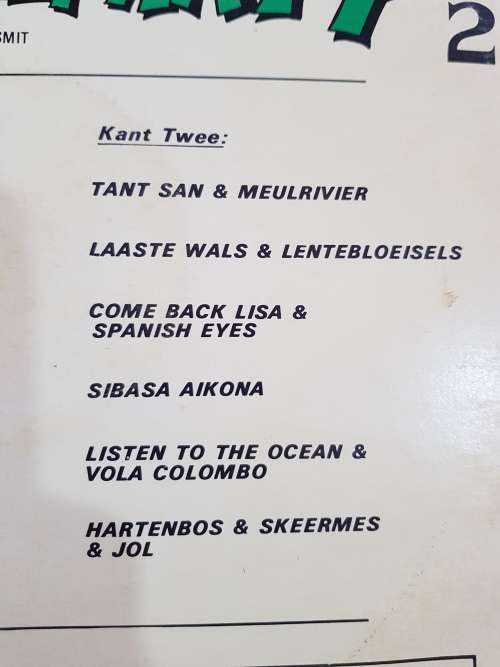 SMIT
2
Kant Twee:
TANT SAN & MEULRIVIER
LAASTE WALS & LENTEBLOEISELS
COME BACK LISA &
SPANISH EYES
SIBASA AIKONA
LISTEN TO THE OCEAN &
VOLA COLOMBO
HARTENBOS & SKEERMES
& JOL